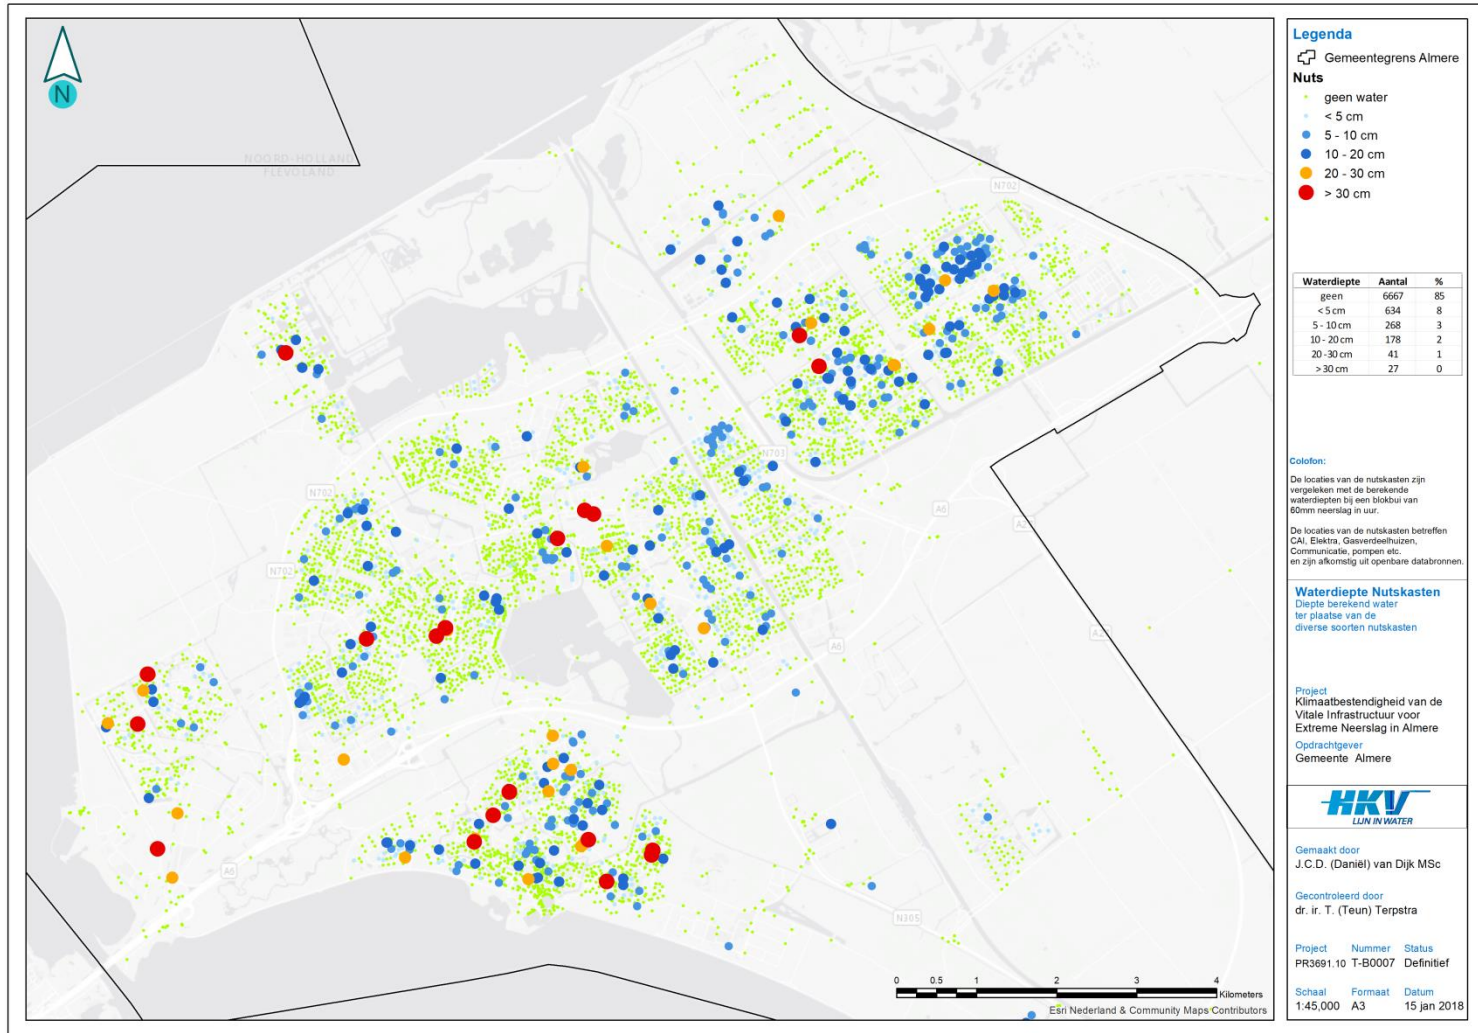 N
NOORD-HOLLAND
FLEVOLAND
N702
N702
N702
N703
A6
A6
A6
N305
0 0.5 1 2 3 4
Kilometers
Esri Nederland & Community Maps Contributors
Legenda
Gemeentegrens Almere
Nuts
geen water
< 5 cm
5 - 10 cm
10 - 20 cm
20 - 30 cm
> 30 cm
Waterdiepte Aantal %
geen 6667 85
< 5 cm 634 8
5 - 10 cm 268 3
10 - 20 cm 178 2
20 -30 cm 41 1
> 30 cm 27 0
Colofon:
De locaties van de nutskasten zijn
vergeleken met de berekende
waterdiepten bij een blokbui van
60mm neerslag in uur.
De locaties van de nutskasten betreffen
CAI, Elektra, Gasverdeelhuizen,
Communicatie, pompen etc.
en zijn afkomstig uit openbare databronnen.
Waterdiepte Nutskasten
Diepte berekend water
ter plaatse van de
diverse soorten nutskasten
Project
Klimaatbestendigheid van de
Vitale Infrastructuur voor
Extreme Neerslag in Almere
Opdrachtgever
Gemeente Almere
HKV
LIJN IN WATER
Gemaakt door
J.C.D. (Daniël) van Dijk MSc
Gecontroleerd door
dr. ir. T. (Teun) Terpstra
Project Nummer Status
PR3691.10 T-B0007 Definitief
Schaal Formaat Datum
1:45,000 A3 15 jan 2018